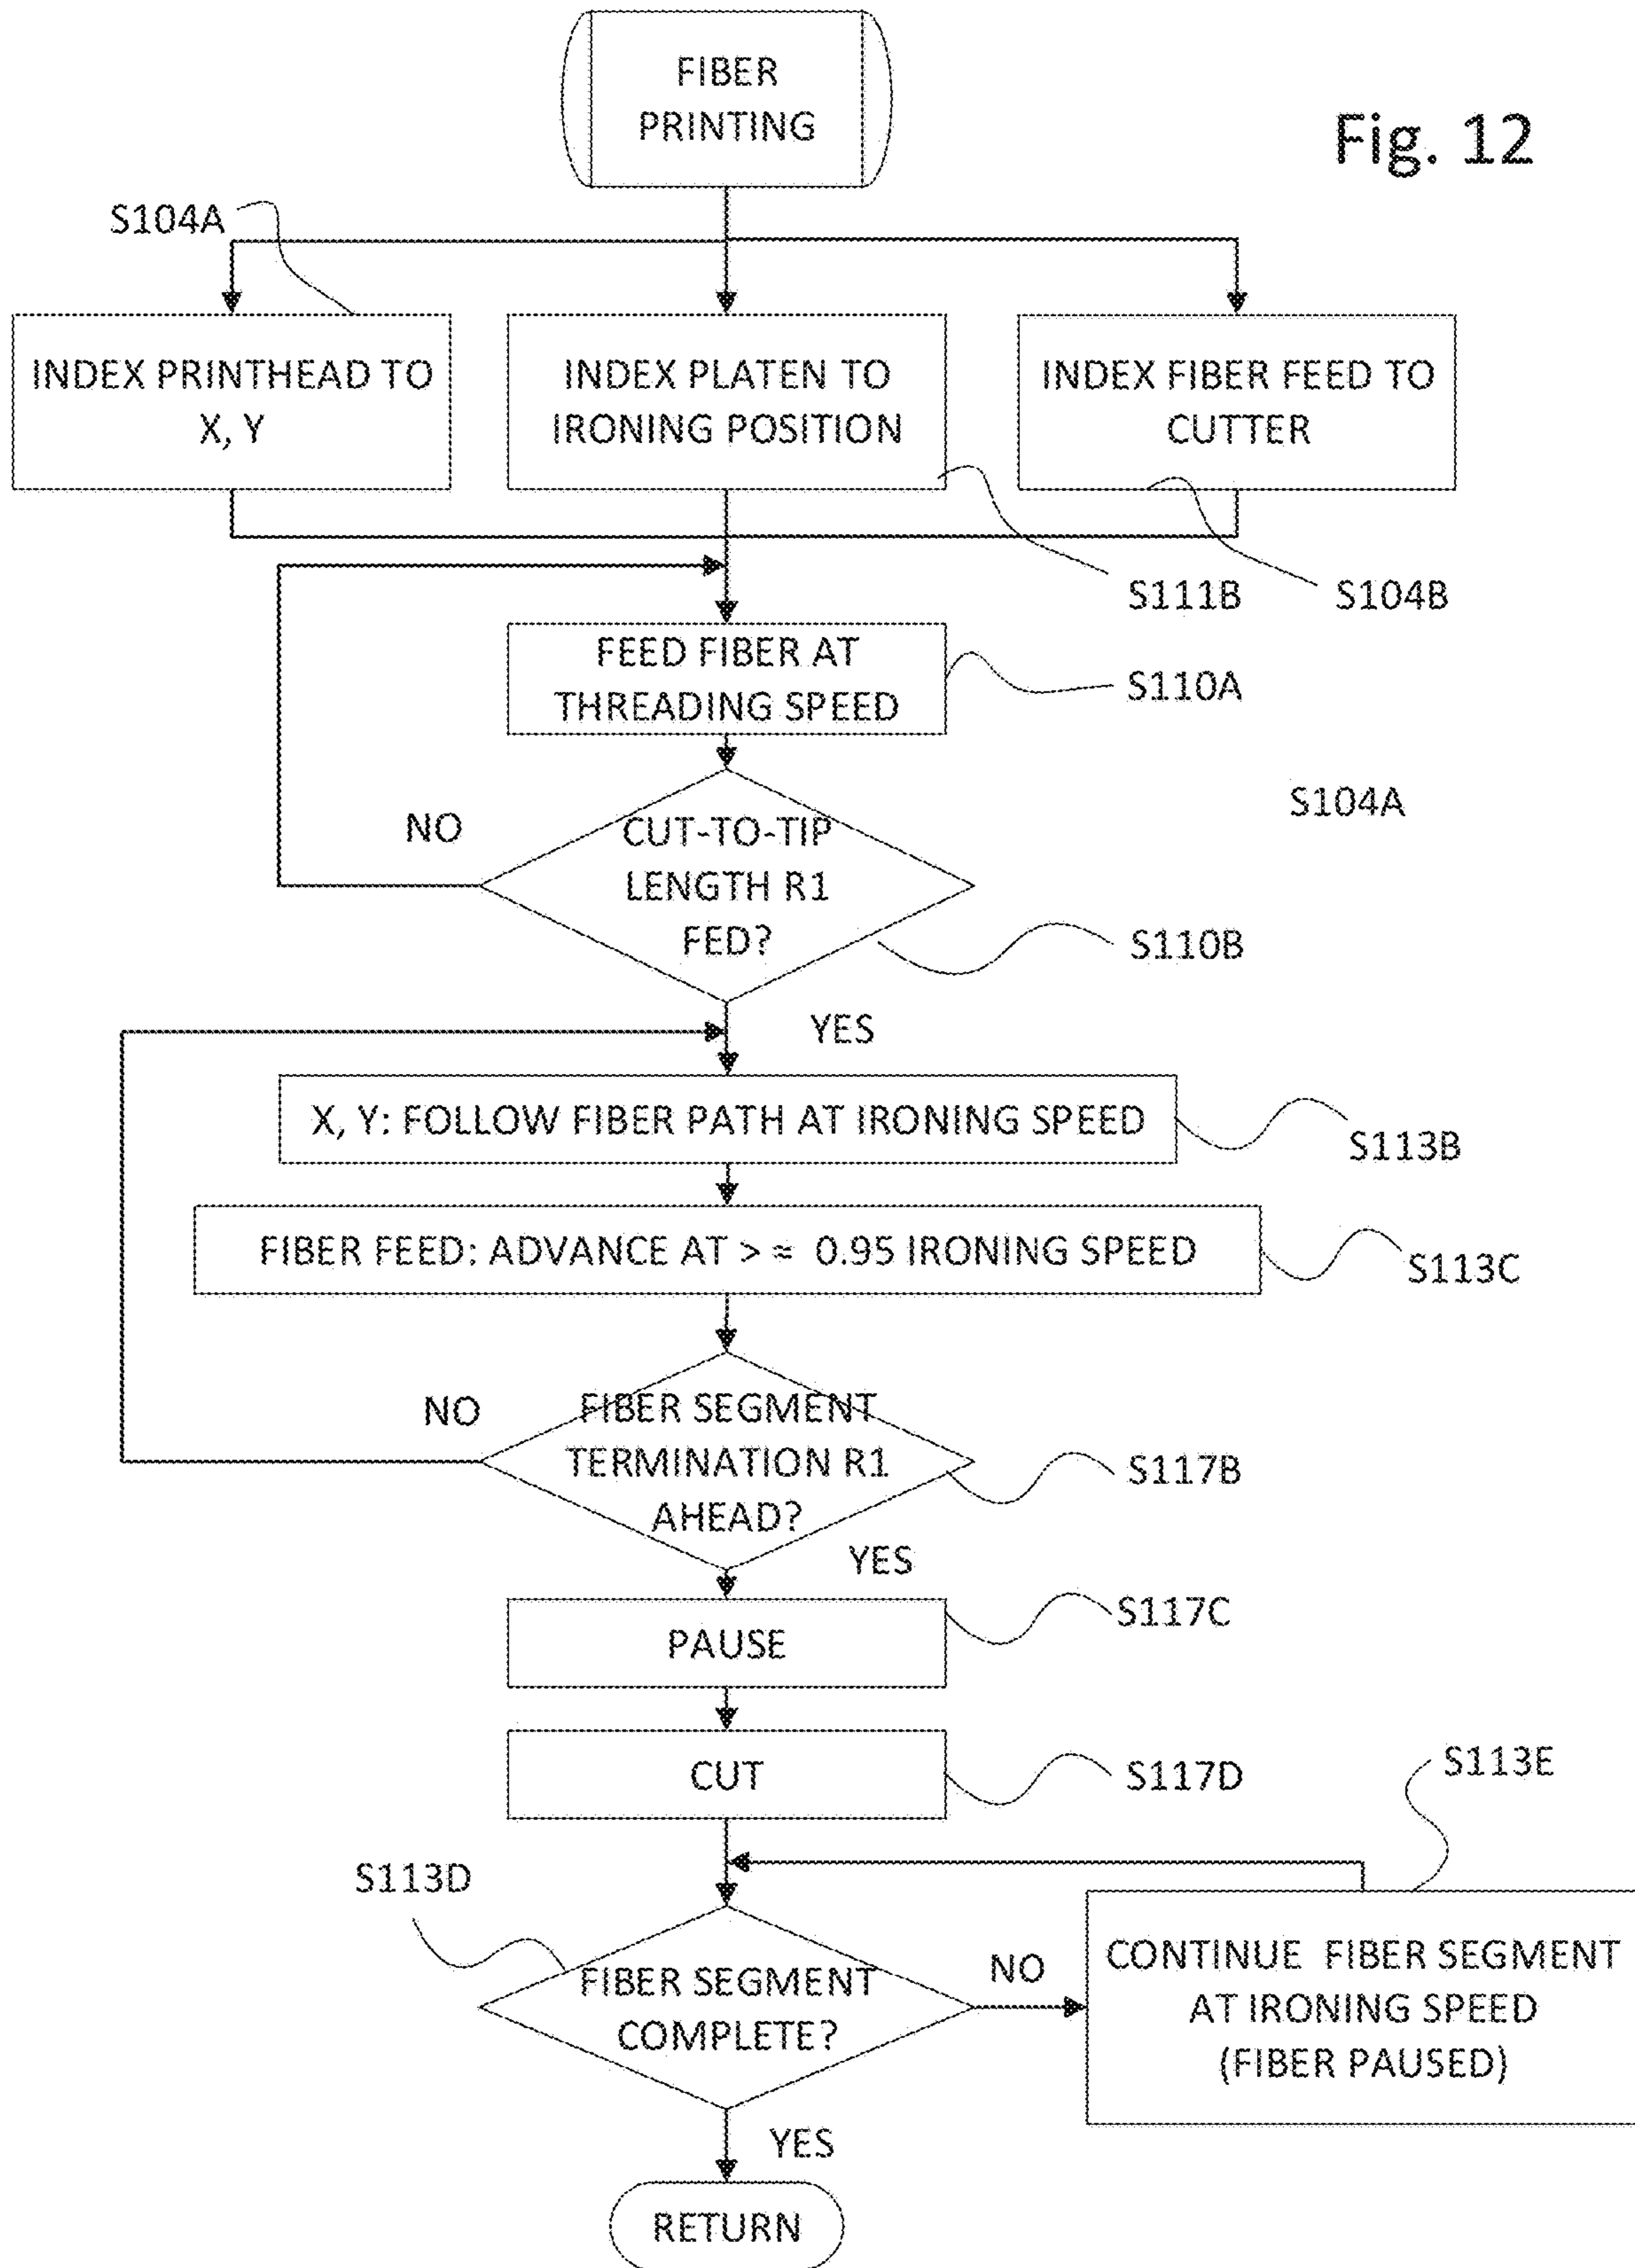 FIBER
PRINTING
Fig. 12
S104A
INDEX PRINTHEAD TO
X, Y
INDEX PLATEN TO
IRONING POSITION
INDEX FIBER FEED TO
CUTTER
S111B
S104B
FEED FIBER AT
THREADING SPEED
S110A
S104A
NO
CUT-TO-TIP
LENGTH R1
FED?
S110B
YES
X, Y: FOLLOW FIBER PATH AT IRONING SPEED
S113B
FIBER FEED: ADVANCE AT > ≈ 0.95 IRONING SPEED
S113C
NO
FIBER SEGMENT
TERMINATION R1
AHEAD?
S117B
YES
PAUSE
S117C
CUT
S117D
S113E
S113D
FIBER SEGMENT
COMPLETE?
NO
CONTINUE FIBER SEGMENT
AT IRONING SPEED
(FIBER PAUSED)
YES
RETURN